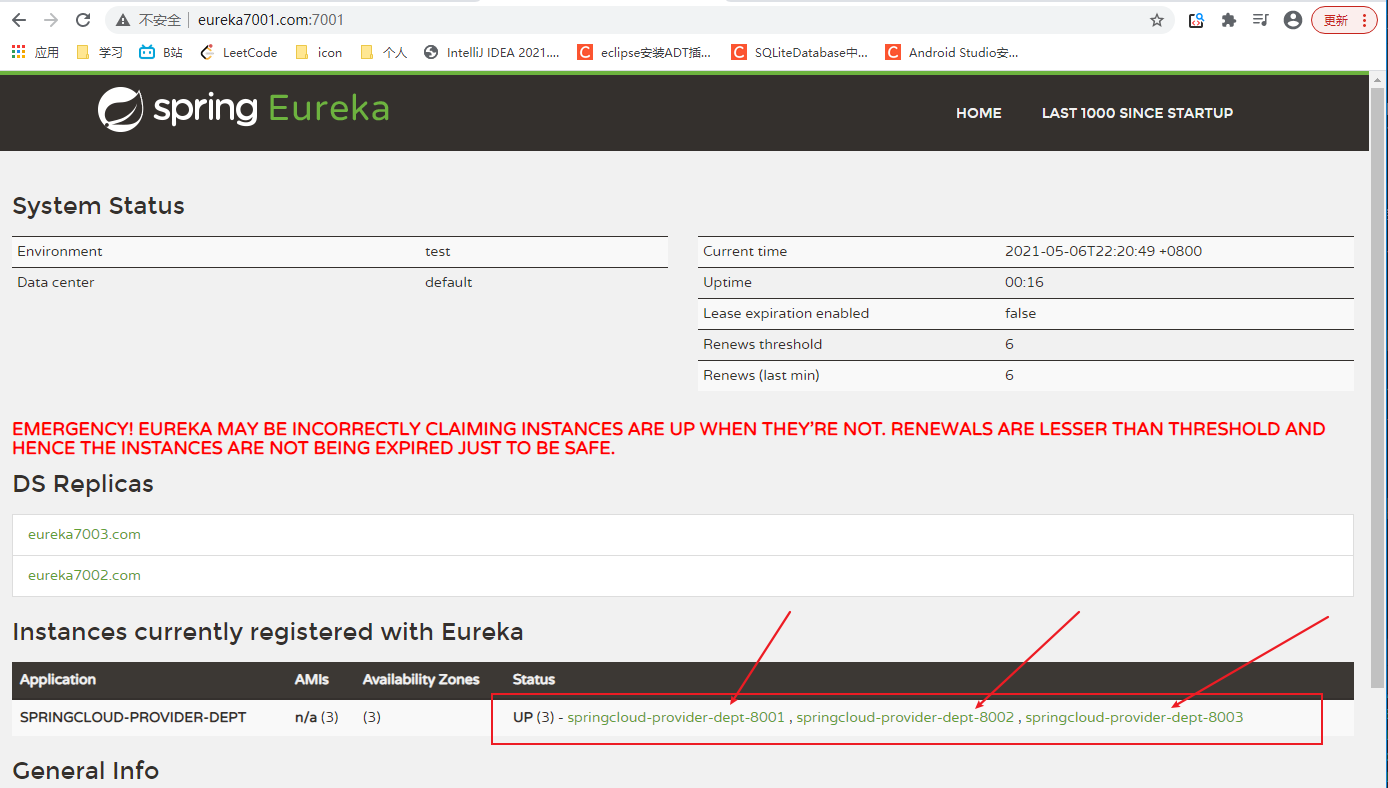 不安全 eureka7001.com:7001 更新
应用 学习 B站 LeetCode icon 个人 IntelliJ IDEA 2021.... eclipse安装ADT插... SQLiteDatabase中... Android Studio安...
spring Eureka HOME LAST 1000 SINCE STARTUP
System Status
Environment test
Data center default
Current time 2021-05-06T22:20:49 +0800
Uptime 00:16
Lease expiration enabled false
Renews threshold 6
Renews (last min) 6
EMERGENCY! EUREKA MAY BE INCORRECTLY CLAIMING INSTANCES ARE UP WHEN THEY'RE NOT. RENEWALS ARE LESSER THAN THRESHOLD AND
HENCE THE INSTANCES ARE NOT BEING EXPIRED JUST TO BE SAFE.
DS Replicas
eureka7003.com
eureka7002.com
Instances currently registered with Eureka
Application AMIs Availability Zones Status
SPRINGCLOUD-PROVIDER-DEPT n/a (3) (3) UP (3) - springcloud-provider-dept-8001 , springcloud-provider-dept-8002 , springcloud-provider-dept-8003
General Info